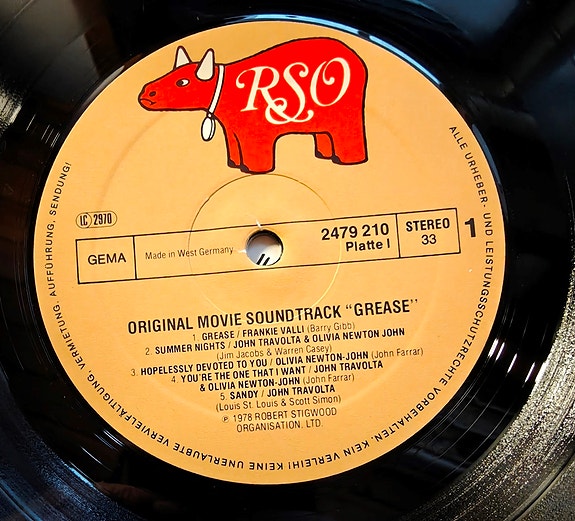 RSO
LC 2970
GEMA
Made in West Germany
2479 210
Platte I
STEREO
33
1
ORIGINAL MOVIE SOUNDTRACK "GREASE"
1. GREASE / FRANKIE VALLI (Barry Gibb)
2. SUMMER NIGHTS / JOHN TRAVOLTA & OLIVIA NEWTON JOHN
(Jim Jacobs & Warren Casey)
3. HOPELESSLY DEVOTED TO YOU / OLIVIA NEWTON-JOHN (John Farrar)
4. YOU'RE THE ONE THAT I WANT / JOHN TRAVOLTA
& OLIVIA NEWTON-JOHN (John Farrar)
5. SANDY / JOHN TRAVOLTA
(Louis St. Louis & Scott Simon)
℗ 1978 ROBERT STIGWOOD
ORGANISATION, LTD.
ALLE URHEBER- UND LEISTUNGSSCHUTZRECHTE VORBEHALTEN. KEIN VERLEIH! KEINE UNERLAUBTE VERVIELFÄLTIGUNG, VERMIETUNG, AUFFÜHRUNG, SENDUNG!